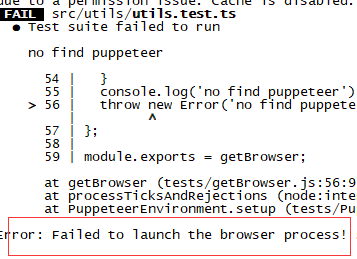 due to a permission issue. Cache is disabled.
FAIL src/utils/utils.test.ts
● Test suite failed to run
no find puppeteer
54 | }
55 | console.log('no find puppeteer')
> 56 | throw new Error('no find puppete
| ^
57 | };
58 |
59 | module.exports = getBrowser;
at getBrowser (tests/getBrowser.js:56:9
at processTicksAndRejections (node:inte
at PuppeteerEnvironment.setup (tests/Pu
Error: Failed to launch the browser process!